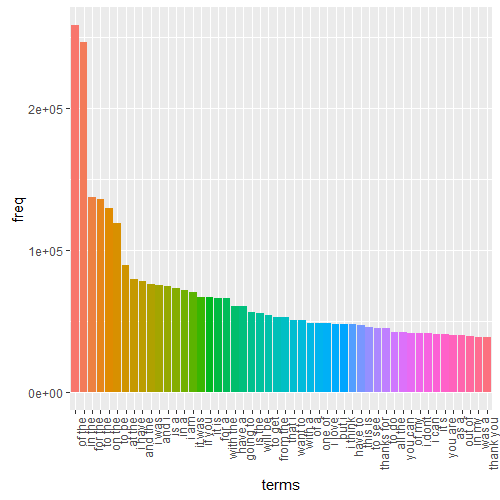 freq
2e+05
1e+05
0e+00
of the
in the
for the
to the
on the
to be
at the
i have
and the
i was
and i
is a
in a
i am
it was
if you
it is
for a
with the
have a
going to
is the
will be
to get
from the
that i
want to
with a
of a
one of
i love
but i
i think
have to
this is
to see
thanks for
to do
all the
you can
of my
i dont
i can
it s
you are
as a
out of
in my
was a
thank you
terms